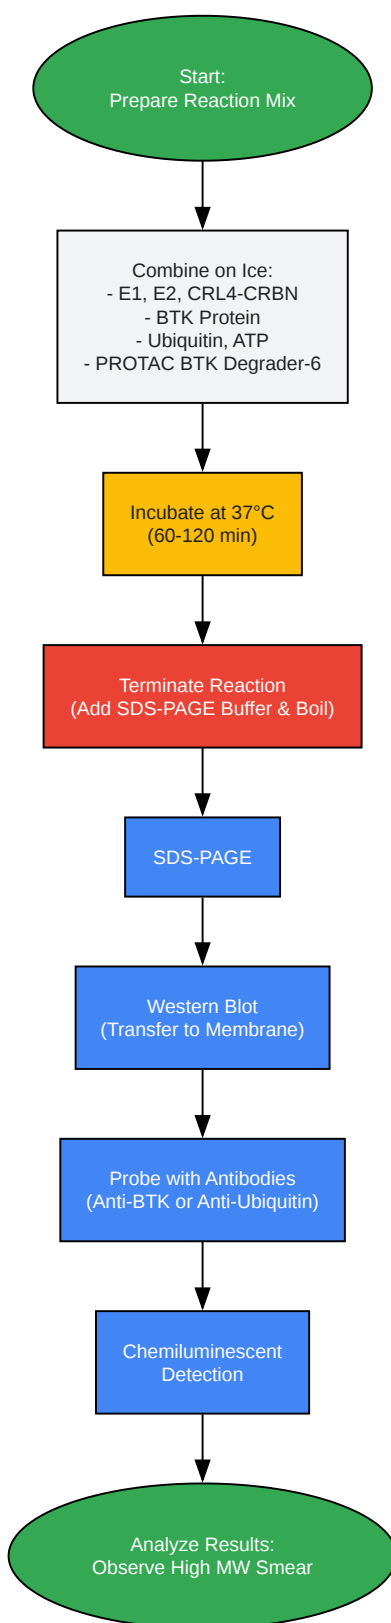 Start:
Prepare Reaction Mix
Combine on Ice:
- E1, E2, CRL4-CRBN
- BTK Protein
- Ubiquitin, ATP
- PROTAC BTK Degrader-6
Incubate at 37°C
(60-120 min)
Terminate Reaction
(Add SDS-PAGE Buffer & Boil)
SDS-PAGE
Western Blot
(Transfer to Membrane)
Probe with Antibodies
(Anti-BTK or Anti-Ubiquitin)
Chemiluminescent
Detection
Analyze Results:
Observe High MW Smear